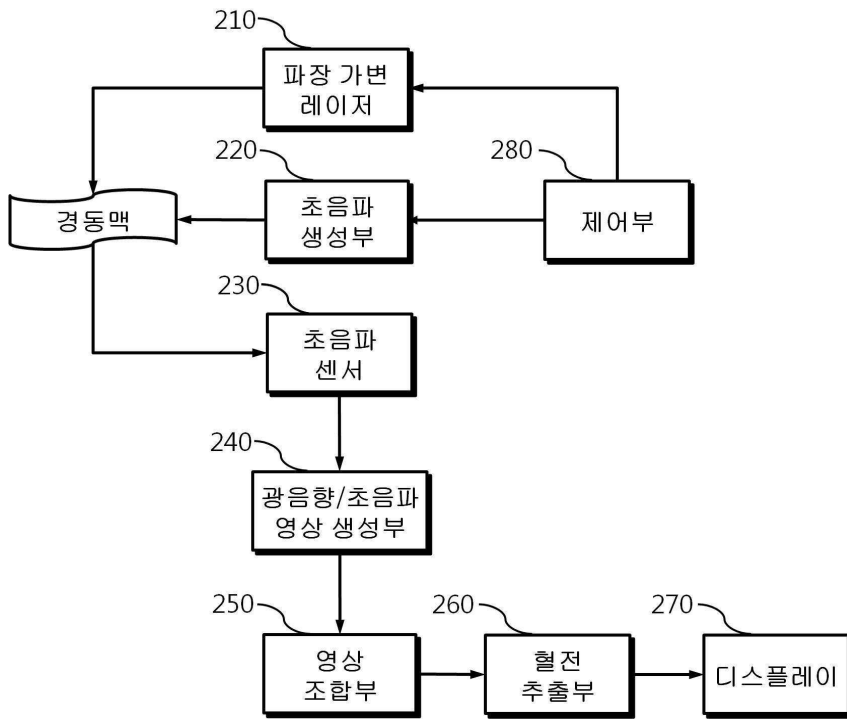 210
파장 가변
레이저
220
초음파
생성부
280
제어부
경동맥
230
초음파
센서
240
광음향/초음파
영상 생성부
250
영상
조합부
260
혈전
추출부
270
디스플레이